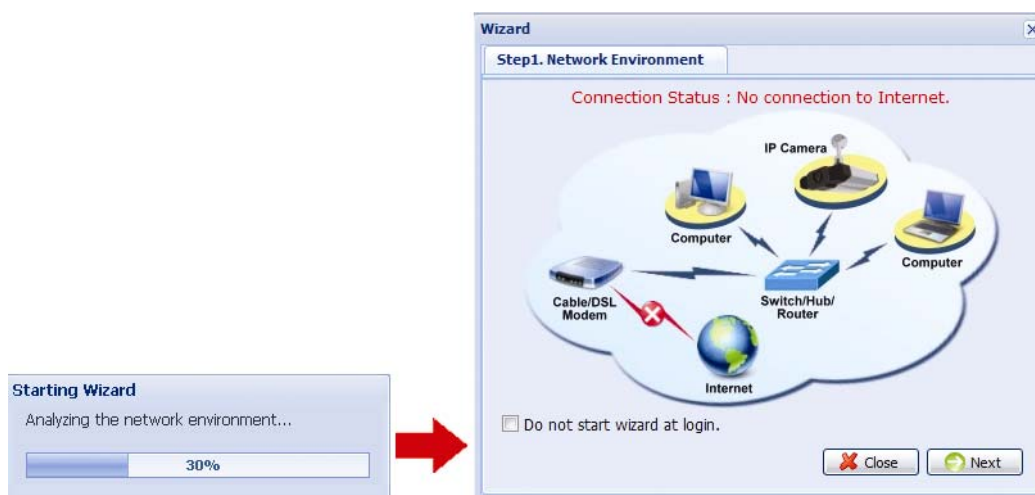 Starting Wizard
Analyzing the network environment...
30%
Wizard
Step1. Network Environment
Connection Status : No connection to Internet.
IP Camera
Computer
Computer
Cable/DSL
Modem
Switch/Hub/
Router
Internet
Do not start wizard at login.
Close
Next